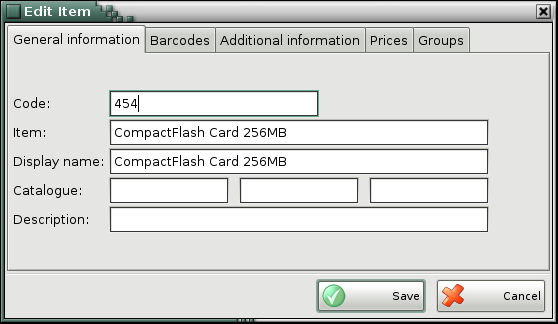 Edit Item
General information Barcodes Additional information Prices Groups
Code: 454
Item: CompactFlash Card 256MB
Display name: CompactFlash Card 256MB
Catalogue:
Description:
Save Cancel